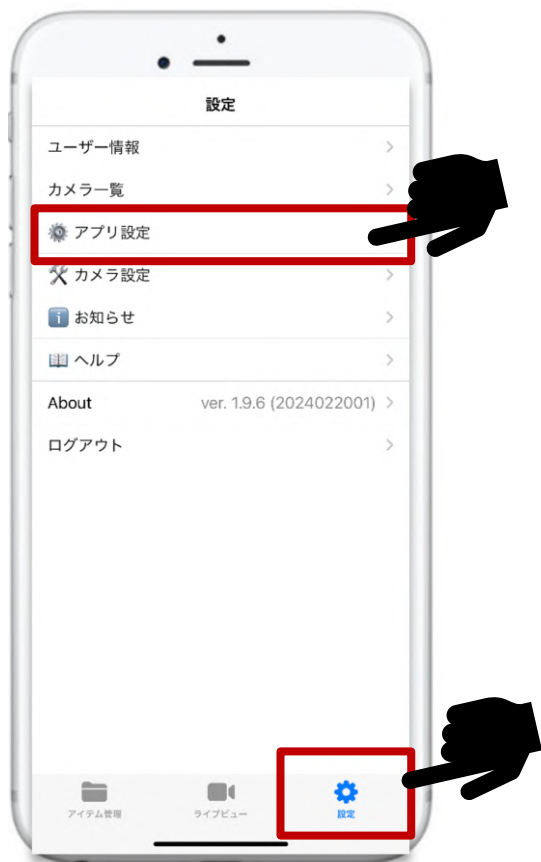 設定
ユーザー情報
カメラ一覧
アプリ設定
カメラ設定
お知らせ
ヘルプ
About ver. 1.9.6 (2024022001)
ログアウト
アイテム管理 ライブビュー 設定